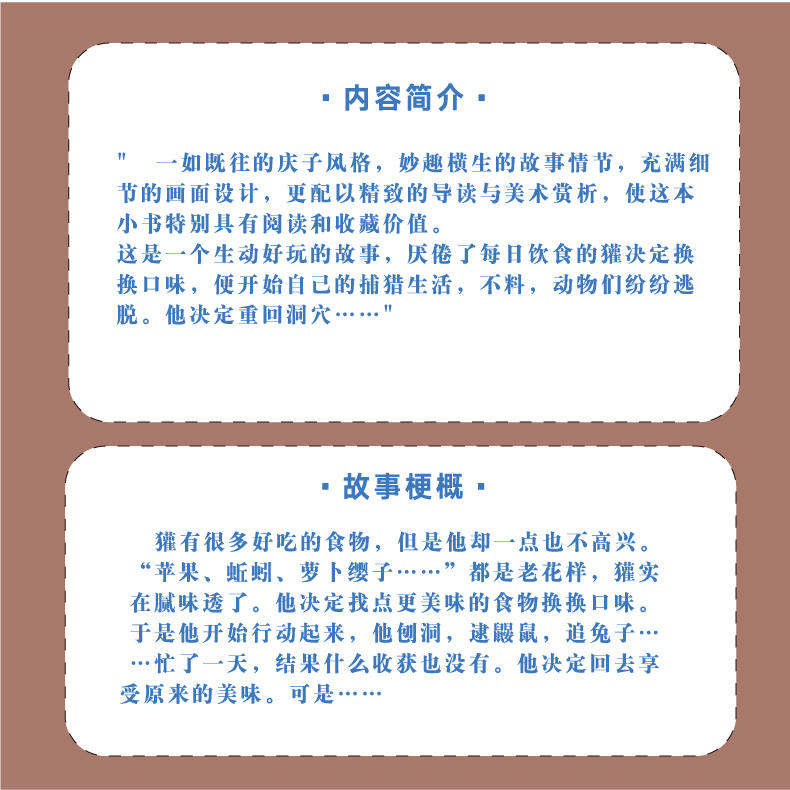 ·内容简介·
" 一如既往的庆子风格，妙趣横生的故事情节，充满细
节的画面设计，更配以精致的导读与美术赏析，使这本
小书特别具有阅读和收藏价值。
这是一个生动好玩的故事，厌倦了每日饮食的獾决定换
换口味，便开始自己的捕猎生活，不料，动物们纷纷逃
脱。他决定重回洞穴……"
·故事梗概·
獾有很多好吃的食物，但是他却一点也不高兴。
“苹果、蚯蚓、萝卜缨子……”都是老花样，獾实
在腻味透了。他决定找点更美味的食物换换口味。
于是他开始行动起来，他刨洞，逮鼹鼠，追兔子…
…忙了一天，结果什么收获也没有。他决定回去享
受原来的美味。可是……